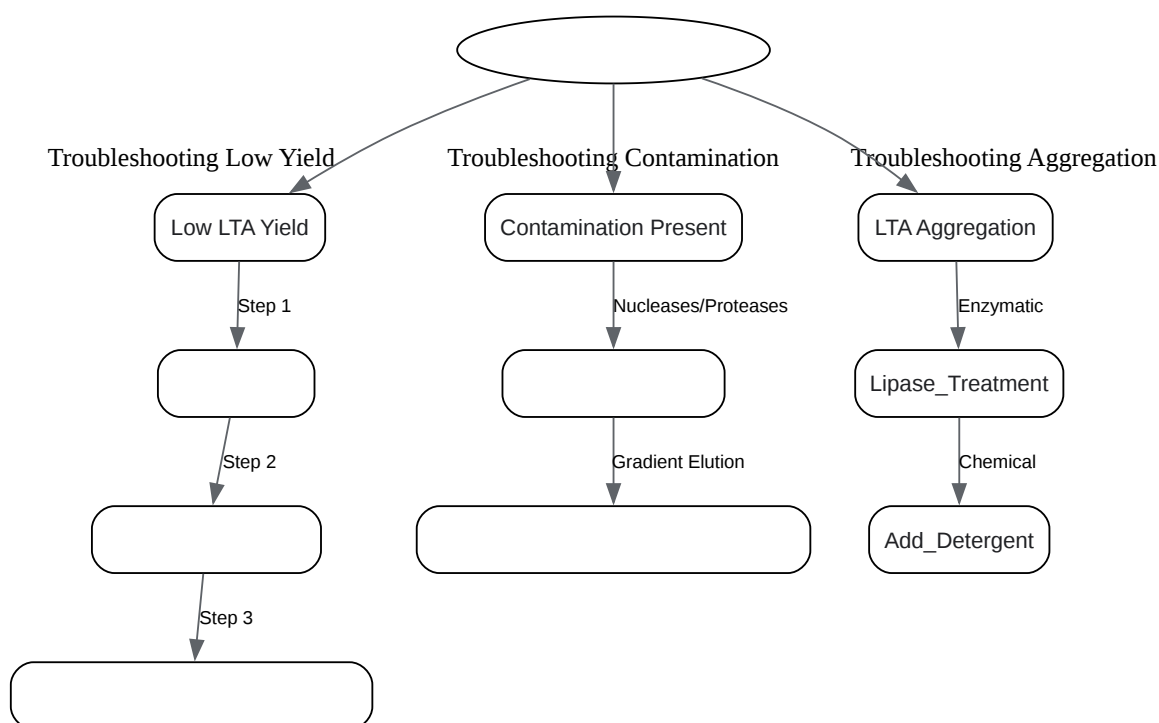 Troubleshooting Low Yield
Troubleshooting Contamination
Troubleshooting Aggregation
Low LTA Yield
Contamination Present
LTA Aggregation
Step 1
Nucleases/Proteases
Enzymatic
Lipase_Treatment
Step 2
Gradient Elution
Chemical
Add_Detergent
Step 3